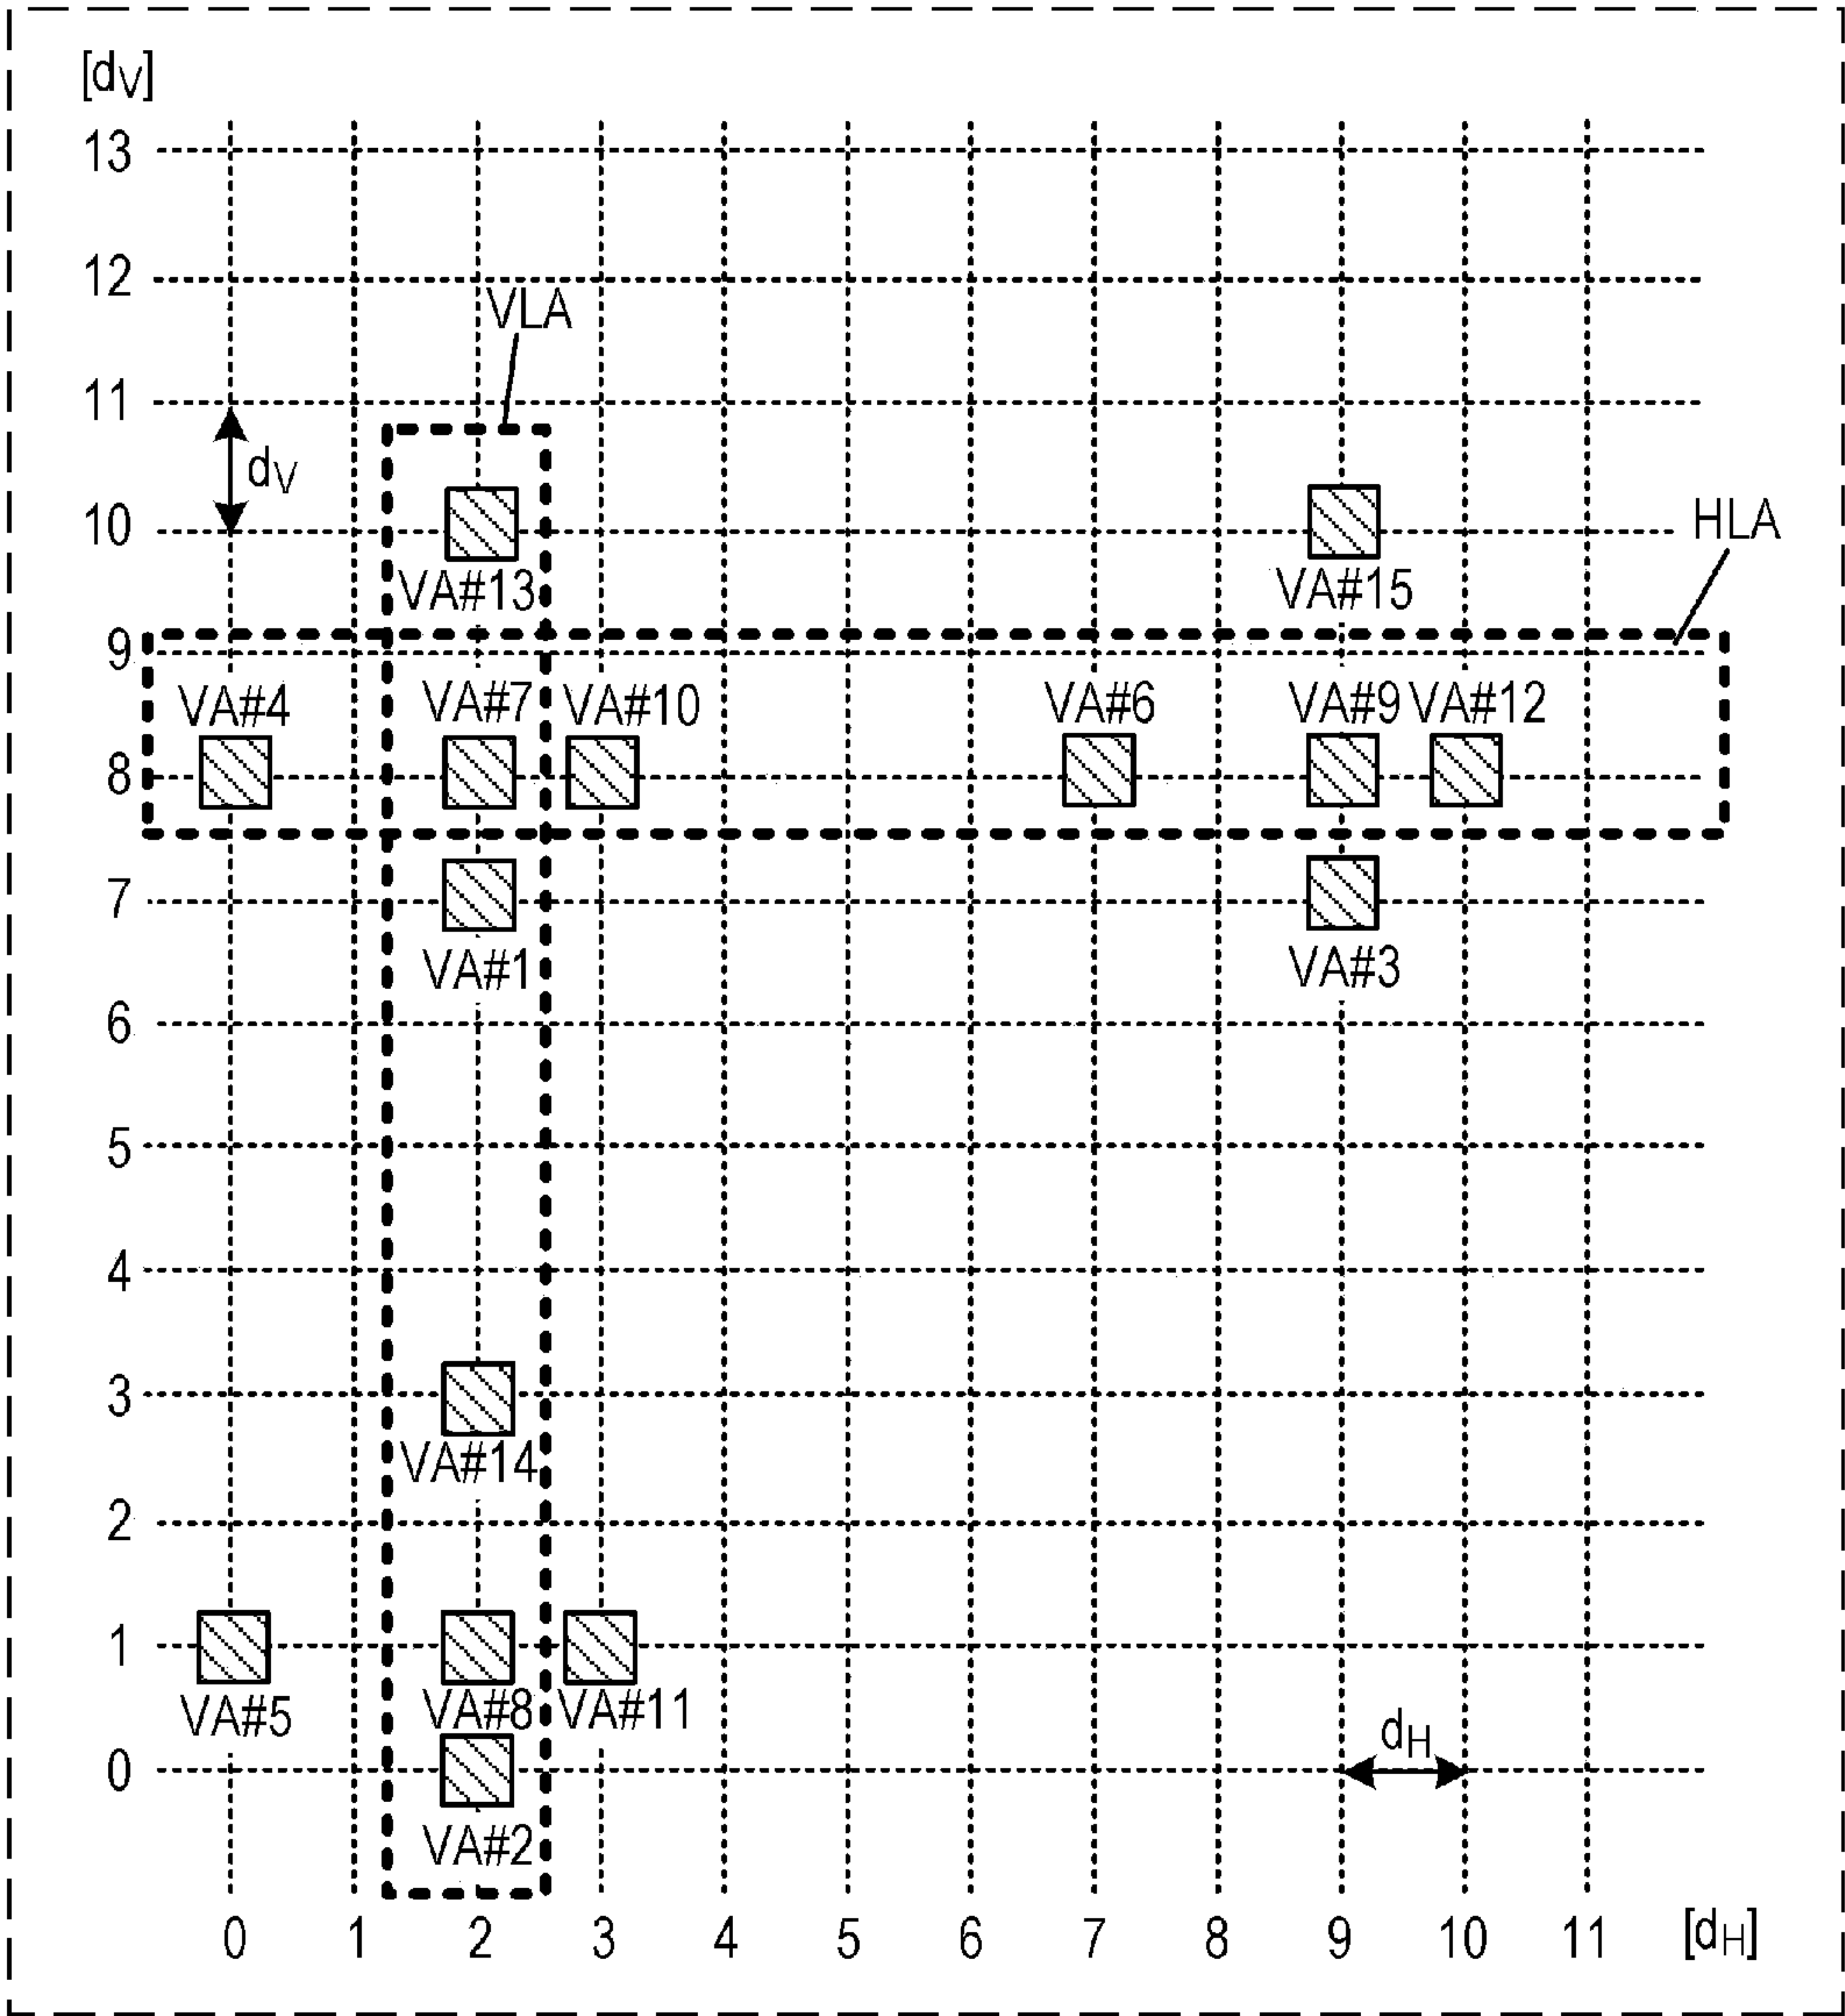 [dV]
13
12
VLA
11
dV
10
HLA
VA#13
VA#15
9
VA#4
VA#7
VA#10
VA#6
VA#9
VA#12
8
7
VA#1
VA#3
6
5
4
3
VA#14
2
1
VA#5
VA#8
VA#11
dH
0
VA#2
0 1 2 3 4 5 6 7 8 9 10 11 [dH]